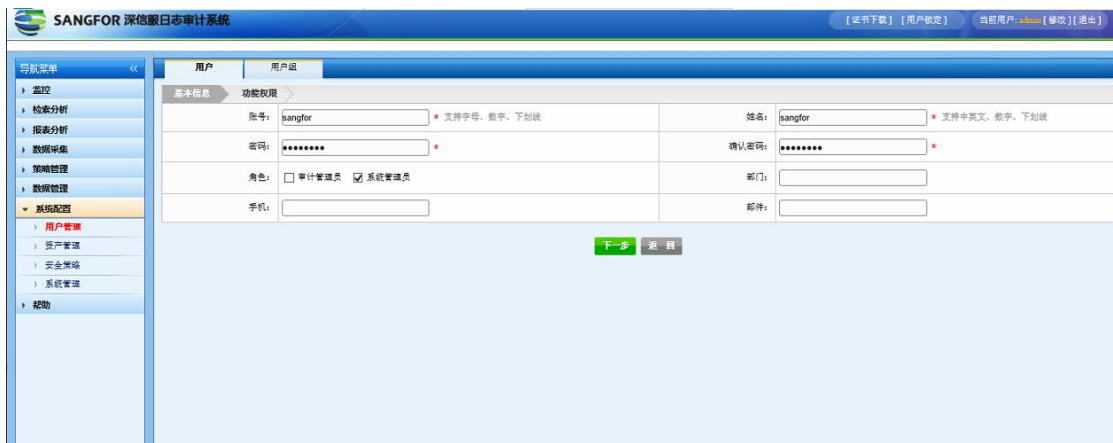 SANGFOR 深信服日志审计系统
[证书下载] [用户锁定] 当前用户:admin[修改][退出]
导航菜单 «
用户 用户组
监控
基本信息 功能权限
检索分析
账号: sangfor * 支持字母、数字、下划线 姓名: sangfor * 支持中英文、数字、下划线
报表分析
数据采集
密码: •••••••• * 确认密码: •••••••• *
策略管理
角色: 审计管理员 系统管理员 部门:
数据管理
系统配置
手机: 邮件:
用户管理
资产管理
下一步 返 回
安全策略
系统管理
帮助